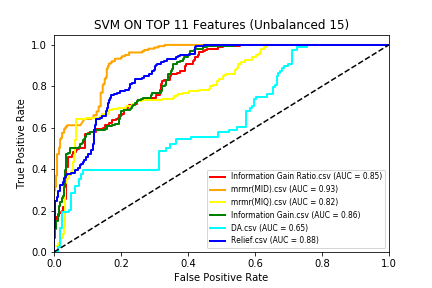 SVM ON TOP 11 Features (Unbalanced 15)
1.0
0.8
0.6
0.4
0.2
0.0
True Positive Rate
Information Gain Ratio.csv (AUC = 0.85)
mrmr(MID).csv (AUC = 0.93)
mrmr(MIQ).csv (AUC = 0.82)
Information Gain.csv (AUC = 0.86)
DA.csv (AUC = 0.65)
Relief.csv (AUC = 0.88)
0.0 0.2 0.4 0.6 0.8 1.0
False Positive Rate